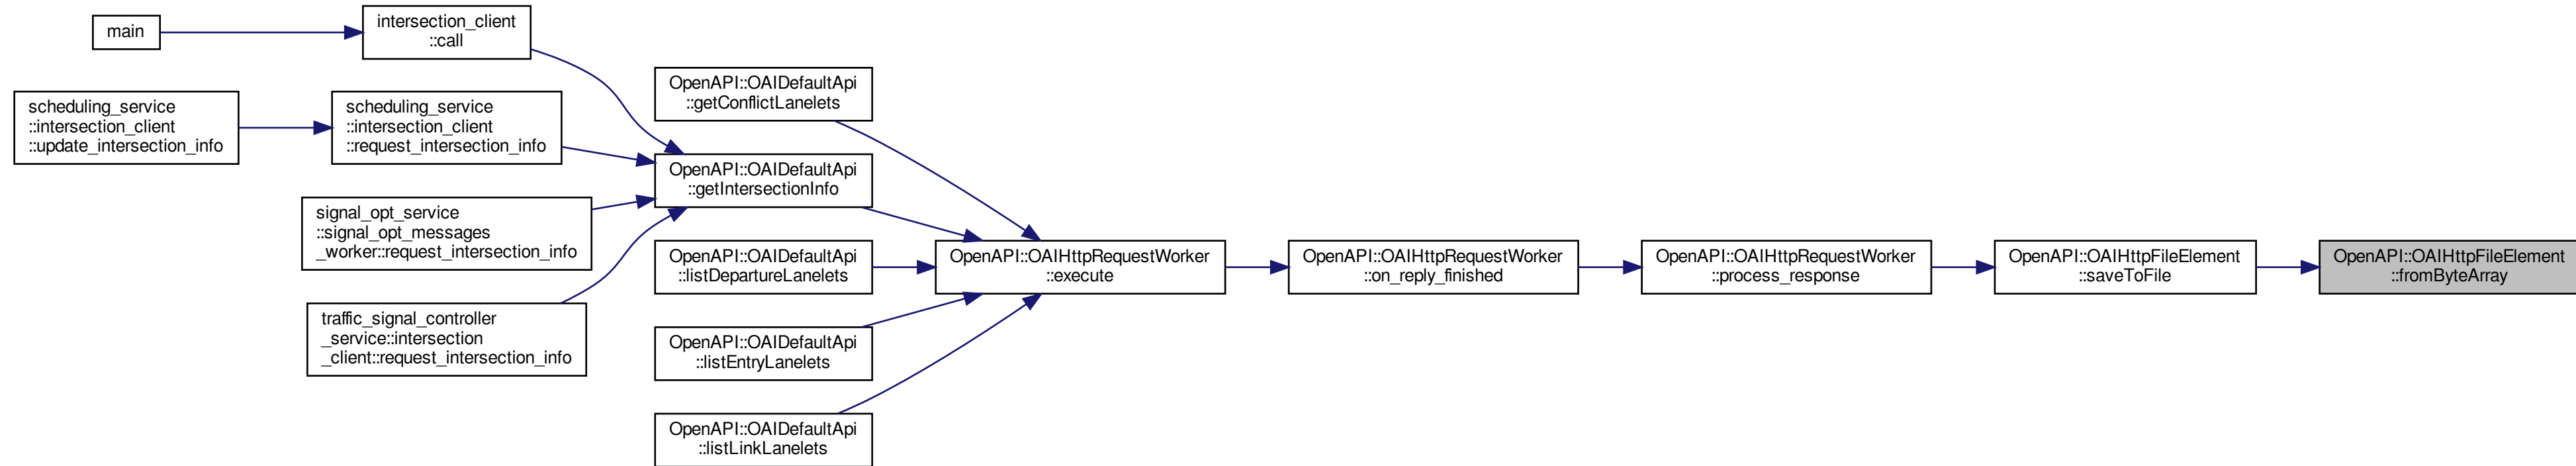 main
intersection_client
::call
scheduling_service
::intersection_client
::update_intersection_info
scheduling_service
::intersection_client
::request_intersection_info
signal_opt_service
::signal_opt_messages
_worker::request_intersection_info
traffic_signal_controller
_service::intersection
_client::request_intersection_info
OpenAPI::OAIDefaultApi
::getConflictLanelets
OpenAPI::OAIDefaultApi
::getIntersectionInfo
OpenAPI::OAIDefaultApi
::listDepartureLanelets
OpenAPI::OAIDefaultApi
::listEntryLanelets
OpenAPI::OAIDefaultApi
::listLinkLanelets
OpenAPI::OAIHttpRequestWorker
::execute
OpenAPI::OAIHttpRequestWorker
::on_reply_finished
OpenAPI::OAIHttpRequestWorker
::process_response
OpenAPI::OAIHttpFileElement
::saveToFile
OpenAPI::OAIHttpFileElement
::fromByteArray